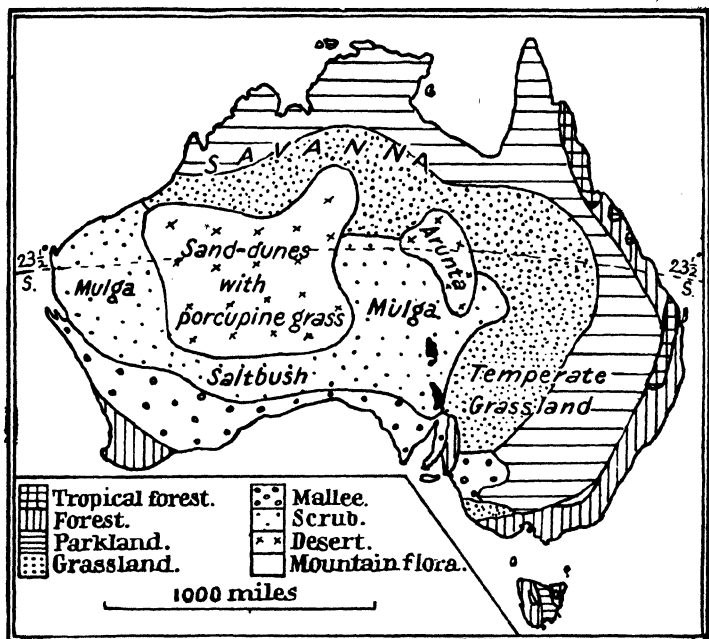 SAVANNA
23½°
S.
23½°
S.
Arunta
Sand-dunes
with
porcupine grass
Mulga
Mulga
Saltbush
Temperate
Grassland
Tropical forest.
Forest.
Parkland.
Grassland.
Mallee.
Scrub.
Desert.
Mountain flora.
1000 miles